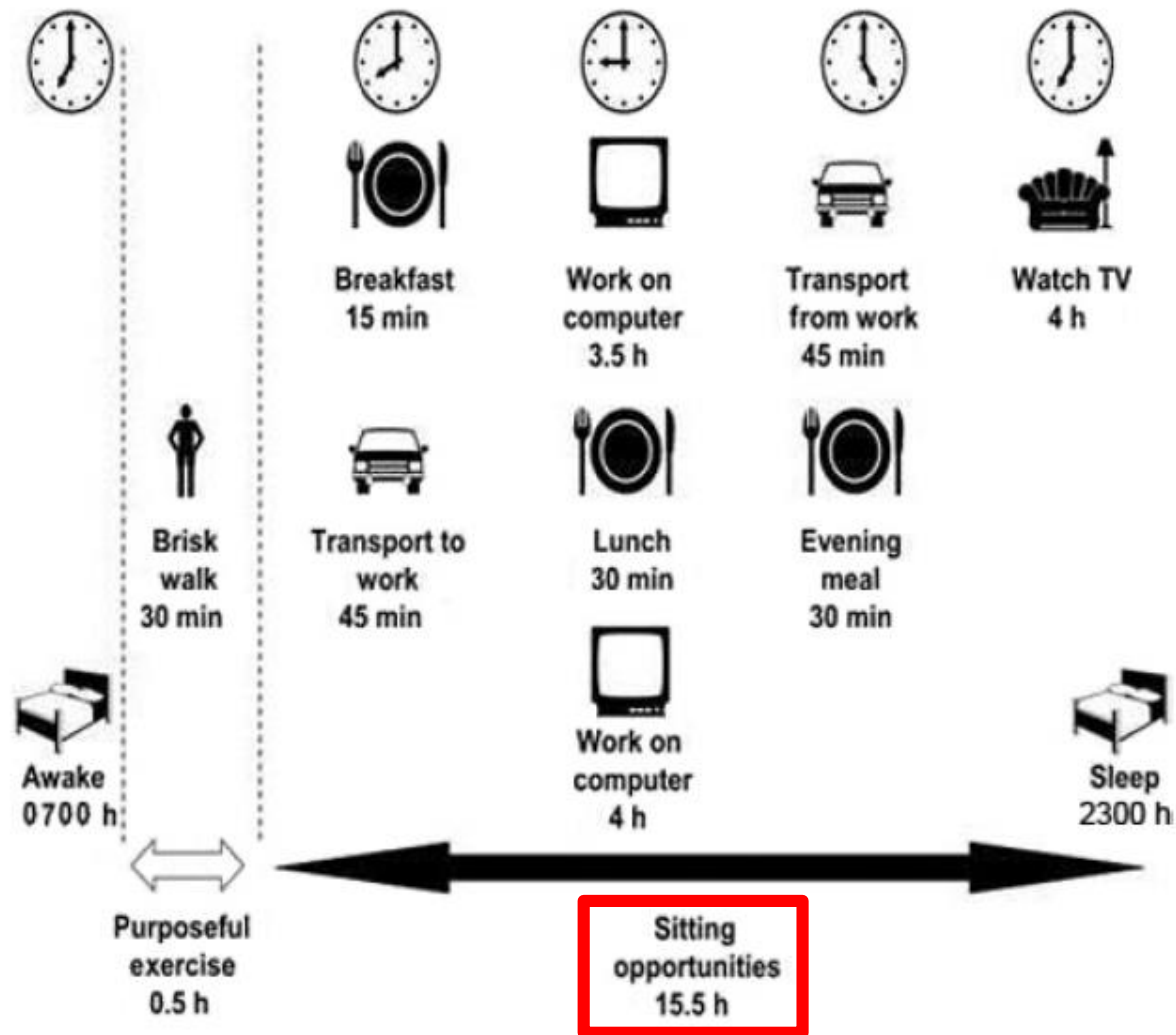 Breakfast
15 min
Work on
computer
3.5 h
Transport
from work
45 min
Watch TV
4 h
Brisk
walk
30 min
Transport to
work
45 min
Lunch
30 min
Evening
meal
30 min
Work on
computer
4 h
Awake
0700 h
Sleep
2300 h
Purposeful
exercise
0.5 h
Sitting
opportunities
15.5 h